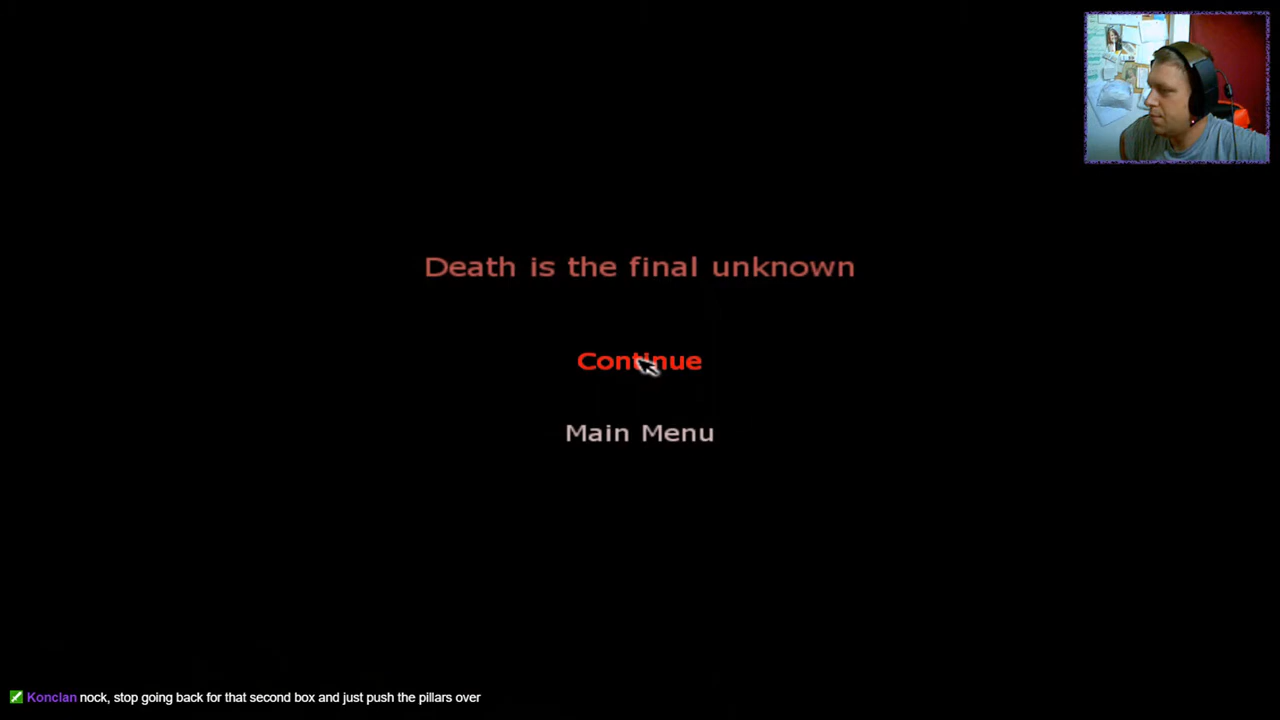 Death is the final unknown
Continue
Main Menu
Konclan nock, stop going back for that second box and just push the pillars over